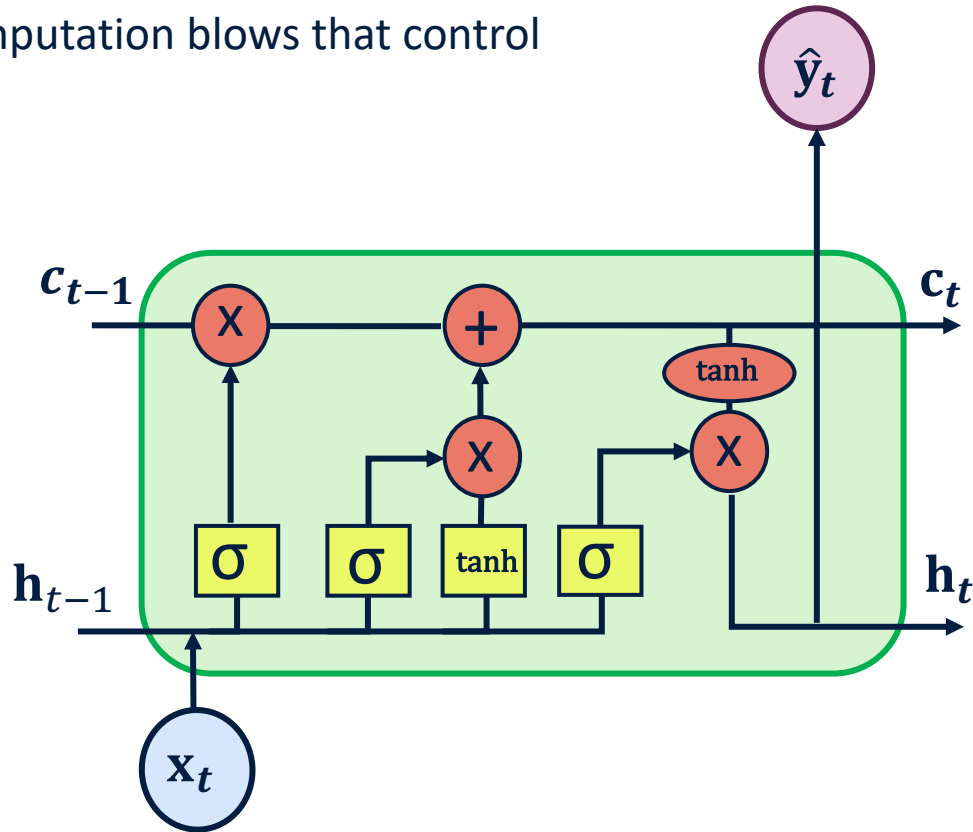 nputation blows that control
ŷₜ
cₜ₋₁
cₜ
X
+
tanh
X
X
σ
σ
tanh
σ
hₜ₋₁
hₜ
xₜ